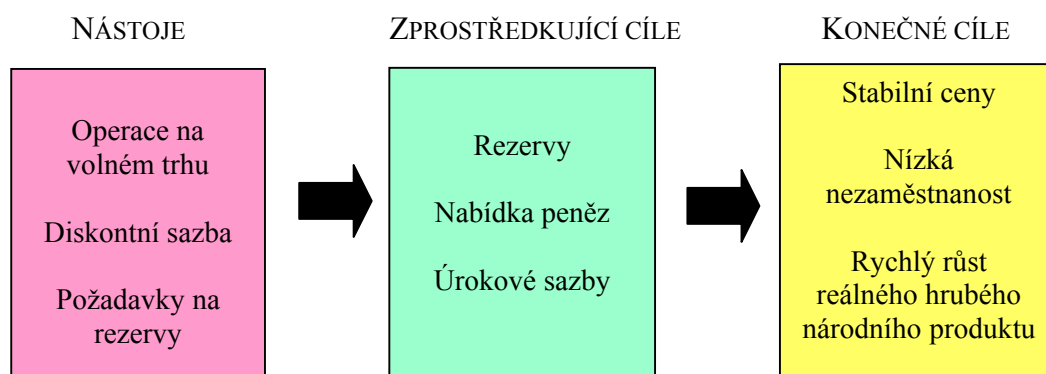 NÁSTOJE
ZPROSTŘEDKUJÍCÍ CÍLE
KONEČNÉ CÍLE
Operace na
volném trhu
Diskontní sazba
Požadavky na
rezervy
Rezervy
Nabídka peněz
Úrokové sazby
Stabilní ceny
Nízká
nezaměstnanost
Rychlý růst
reálného hrubého
národního produktu